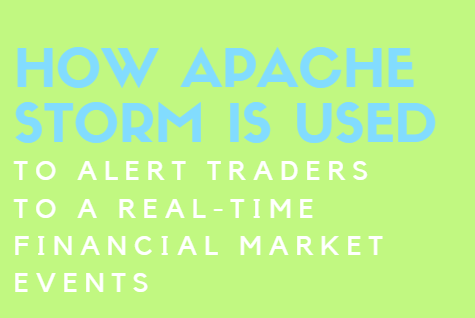 HOW APACHE
STORM IS USED
TO ALERT TRADERS
TO A REAL-TIME
FINANCIAL MARKET
EVENTS